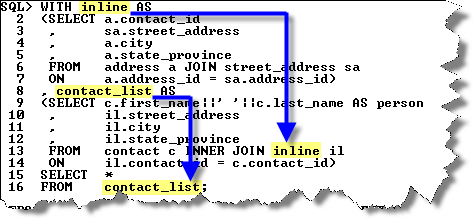 SQL> WITH inline AS
2 (SELECT a.contact_id
3 , sa.street_address
4 , a.city
5 , a.state_province
6 FROM address a JOIN street_address sa
7 ON a.address_id = sa.address_id)
8 , contact_list AS
9 (SELECT c.first_name||' '||c.last_name AS person
10 , il.street_address
11 , il.city
12 , il.state_province
13 FROM contact c INNER JOIN inline il
14 ON il.contact_id = c.contact_id)
15 SELECT *
16 FROM contact_list;